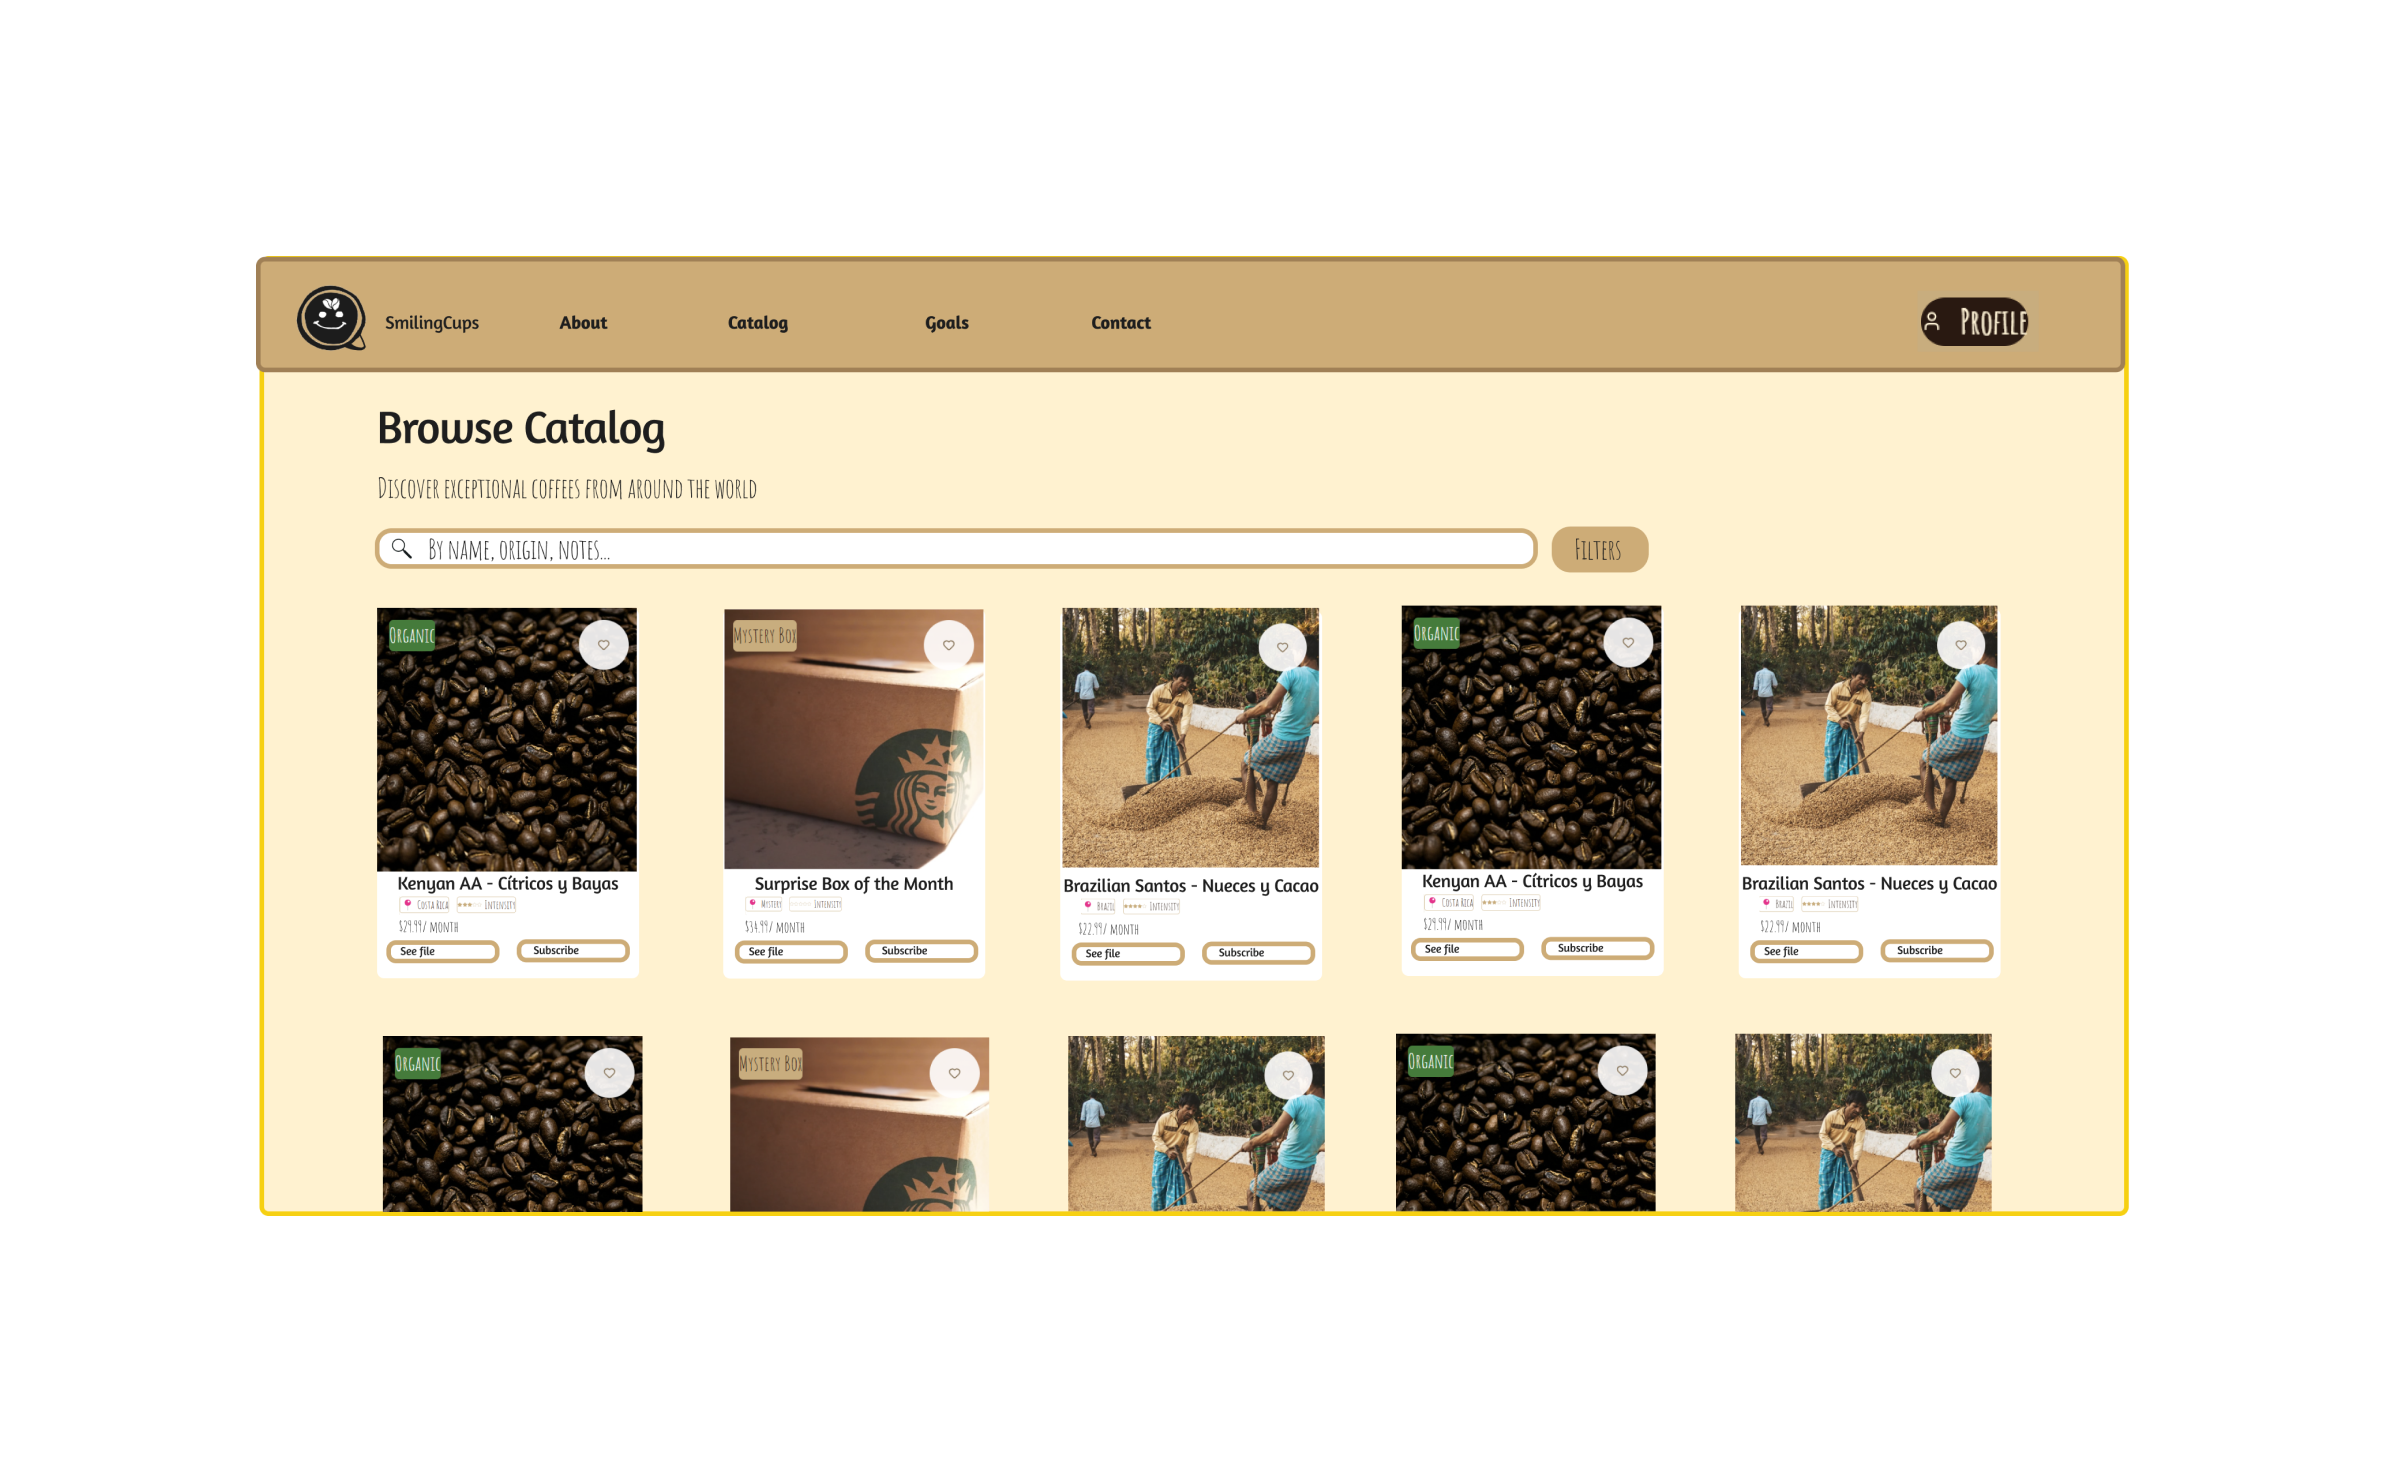 SmilingCups About Catalog Goals Contact Profile
Browse Catalog
Discover exceptional coffees from around the world
By name, origin, notes... Filters
Organic Mystery Box Organic
Kenyan AA - Cítricos y Bayas Surprise Box of the Month Brazilian Santos - Nueces y Cacao Kenyan AA - Cítricos y Bayas Brazilian Santos - Nueces y Cacao
Costa Rica Intensity Mystery Intensity Brazil Intensity Costa Rica Intensity Brazil Intensity
$29.99/ month $34.99/ month $22.99/ month $29.99/ month $22.99/ month
See file Subscribe See file Subscribe See file Subscribe See file Subscribe See file Subscribe
Organic Mystery Box Organic